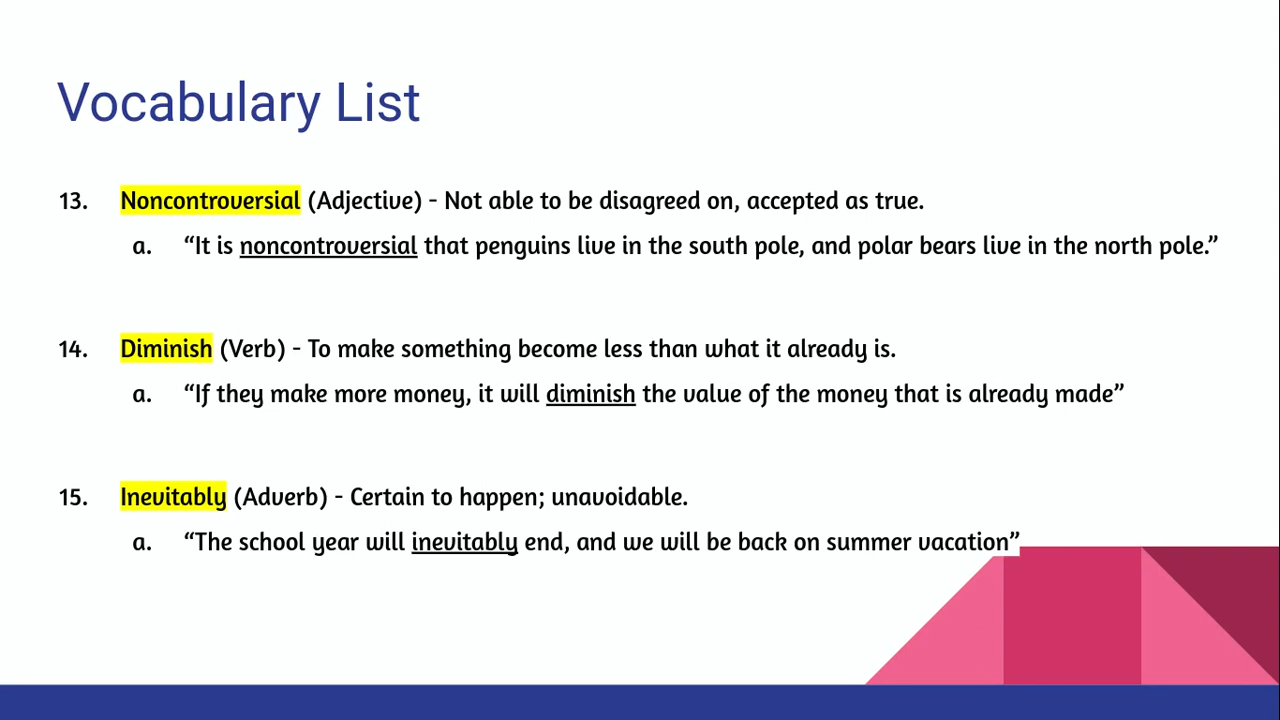 Vocabulary List
13. Noncontroversial (Adjective) - Not able to be disagreed on, accepted as true.
a. “It is noncontroversial that penguins live in the south pole, and polar bears live in the north pole.”
14. Diminish (Verb) - To make something become less than what it already is.
a. “If they make more money, it will diminish the value of the money that is already made”
15. Inevitably (Adverb) - Certain to happen; unavoidable.
a. “The school year will inevitably end, and we will be back on summer vacation”